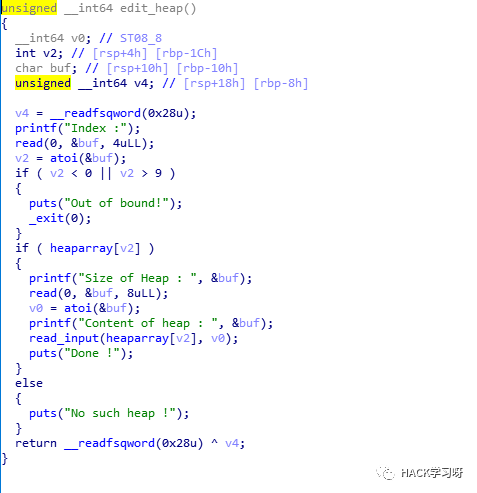 unsigned __int64 edit_heap()
{
  __int64 v0; // ST08_8
  int v2; // [rsp+4h] [rbp-1Ch]
  char buf; // [rsp+10h] [rbp-10h]
  unsigned __int64 v4; // [rsp+18h] [rbp-8h]

  v4 = __readfsqword(0x28u);
  printf("Index :");
  read(0, &buf, 4uLL);
  v2 = atoi(&buf);
  if ( v2 < 0 || v2 > 9 )
  {
    puts("Out of bound!");
    _exit(0);
  }
  if ( heaparray[v2] )
  {
    printf("Size of Heap : ", &buf);
    read(0, &buf, 8uLL);
    v0 = atoi(&buf);
    printf("Content of heap : ", &buf);
    read_input(heaparray[v2], v0);
    puts("Done !");
  }
  else
  {
    puts("No such heap !");
  }
  return __readfsqword(0x28u) ^ v4;
}
HACK学习呀